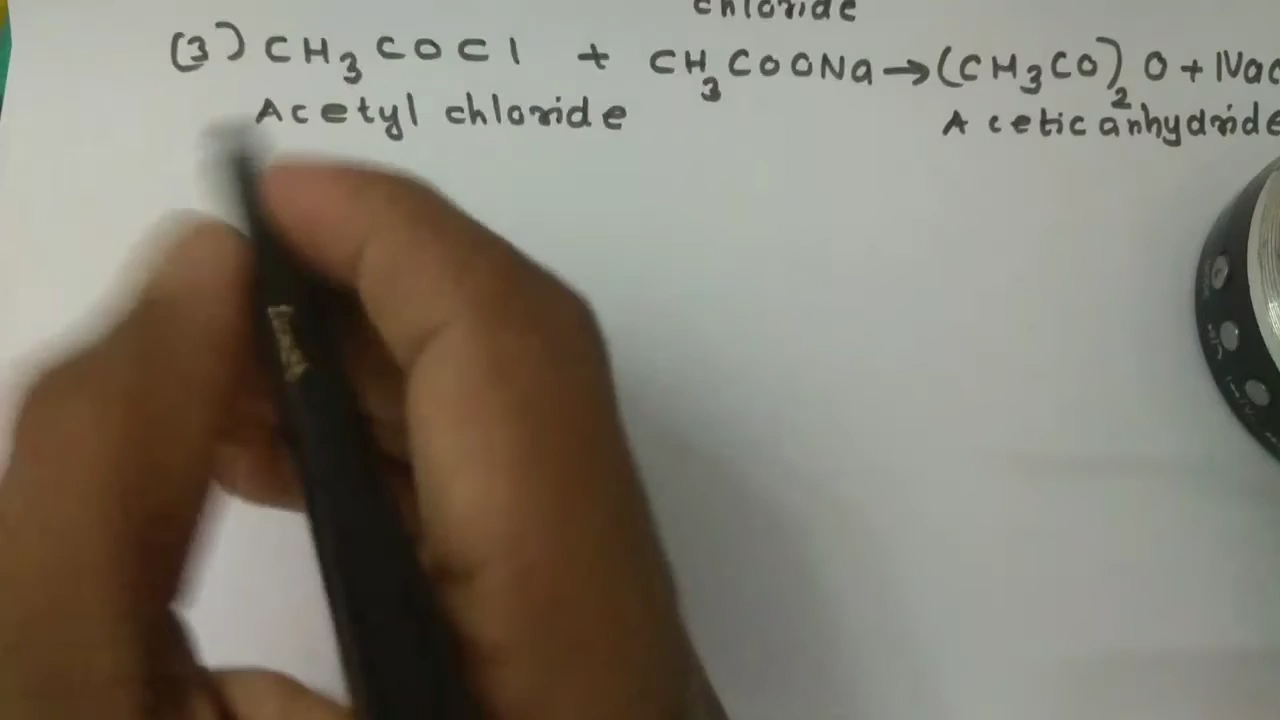 chloride
(3) CH3COCl + CH3COONa → (CH3CO)2O + NaC
Acetyl chloride Acetic anhydride